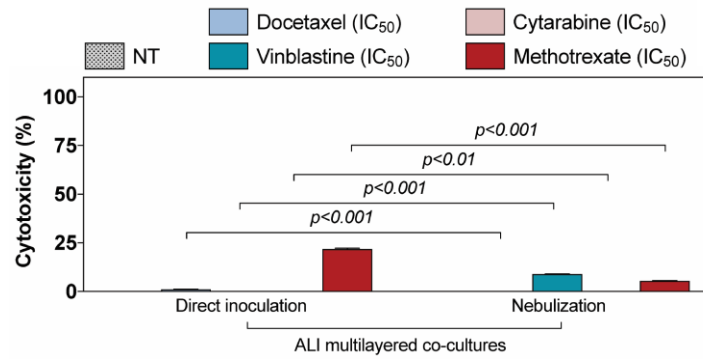 Docetaxel (IC50) Cytarabine (IC50)
NT Vinblastine (IC50) Methotrexate (IC50)
100
75
50
25
0
Cytotoxicity (%)
p<0.001
p<0.01
p<0.001
p<0.001
Direct inoculation Nebulization
ALI multilayered co-cultures